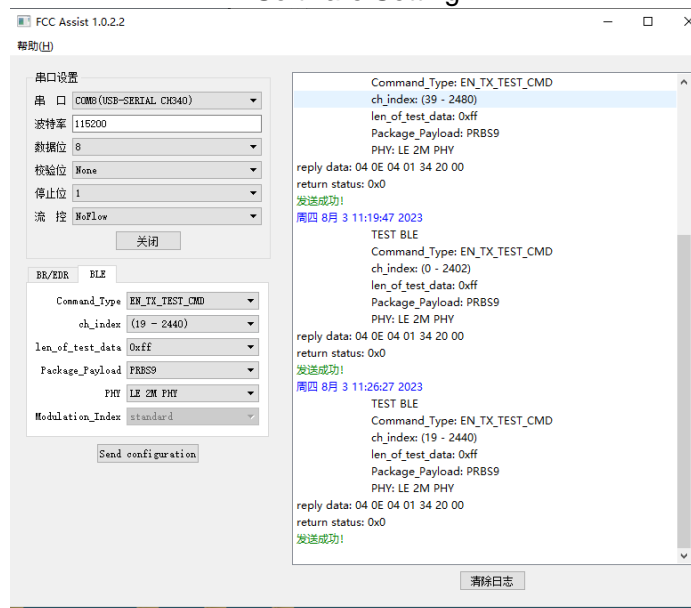 FCC Assist 1.0.2.2
帮助(H)
串口设置
串 口 COM8(USB-SERIAL CH340)
波特率 115200
数据位 8
校验位 None
停止位 1
流 控 NoFlow
关闭
BR/EDR BLE
Command_Type EN_TX_TEST_CMD
ch_index (19 - 2440)
len_of_test_data 0xff
Package_Payload PRBS9
PHY LE 2M PHY
Modulation_Index standard
Send configuration
Command_Type: EN_TX_TEST_CMD
ch_index: (39 - 2480)
len_of_test_data: 0xff
Package_Payload: PRBS9
PHY: LE 2M PHY
reply data: 04 0E 04 01 34 20 00
return status: 0x0
发送成功!
周四 8月 3 11:19:47 2023
TEST BLE
Command_Type: EN_TX_TEST_CMD
ch_index: (0 - 2402)
len_of_test_data: 0xff
Package_Payload: PRBS9
PHY: LE 2M PHY
reply data: 04 0E 04 01 34 20 00
return status: 0x0
发送成功!
周四 8月 3 11:26:27 2023
TEST BLE
Command_Type: EN_TX_TEST_CMD
ch_index: (19 - 2440)
len_of_test_data: 0xff
Package_Payload: PRBS9
PHY: LE 2M PHY
reply data: 04 0E 04 01 34 20 00
return status: 0x0
发送成功!
清除日志